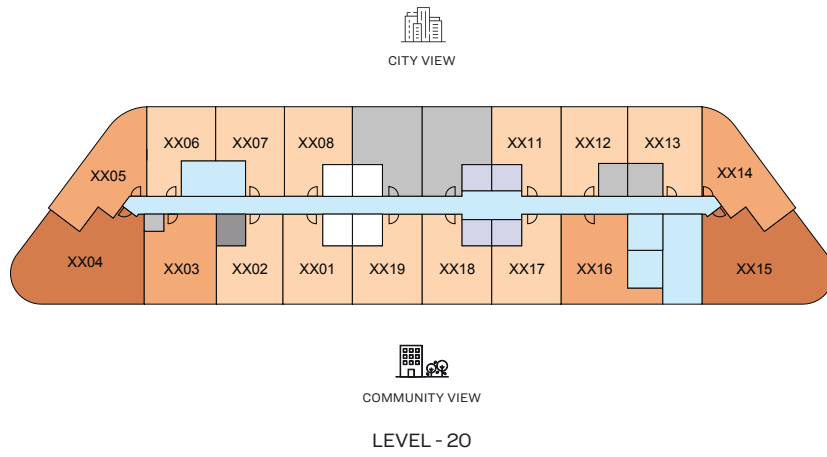 CITY VIEW
XX06 XX07 XX08 XX11 XX12 XX13
XX05 XX14
XX04 XX03 XX02 XX01 XX19 XX18 XX17 XX16 XX15
COMMUNITY VIEW
LEVEL - 20